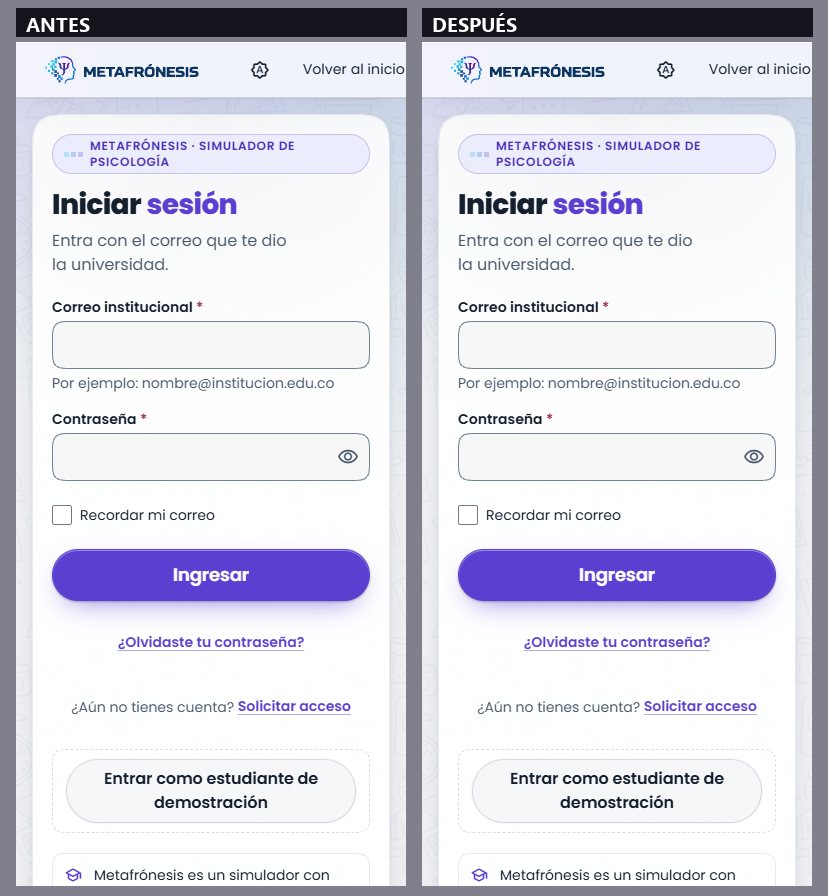 ANTES
METAFRÓNESIS
A
Volver al inicio
METAFRÓNESIS · SIMULADOR DE
PSICOLOGÍA
Iniciar sesión
Entra con el correo que te dio
la universidad.
Correo institucional *
Por ejemplo: nombre@institucion.edu.co
Contraseña *
Recordar mi correo
Ingresar
¿Olvidaste tu contraseña?
¿Aún no tienes cuenta? Solicitar acceso
Entrar como estudiante de
demostración
Metafrónesis es un simulador con
DESPUÉS
METAFRÓNESIS
A
Volver al inicio
METAFRÓNESIS · SIMULADOR DE
PSICOLOGÍA
Iniciar sesión
Entra con el correo que te dio
la universidad.
Correo institucional *
Por ejemplo: nombre@institucion.edu.co
Contraseña *
Recordar mi correo
Ingresar
¿Olvidaste tu contraseña?
¿Aún no tienes cuenta? Solicitar acceso
Entrar como estudiante de
demostración
Metafrónesis es un simulador con